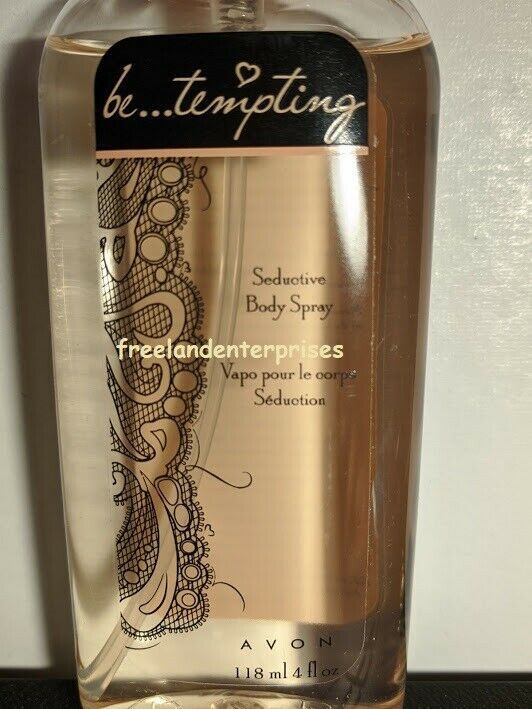 be...tempting
Seductive
Body Spray
freelandenterprises
Vapo pour le corps
Séduction
AVON
118 ml 4 fl oz